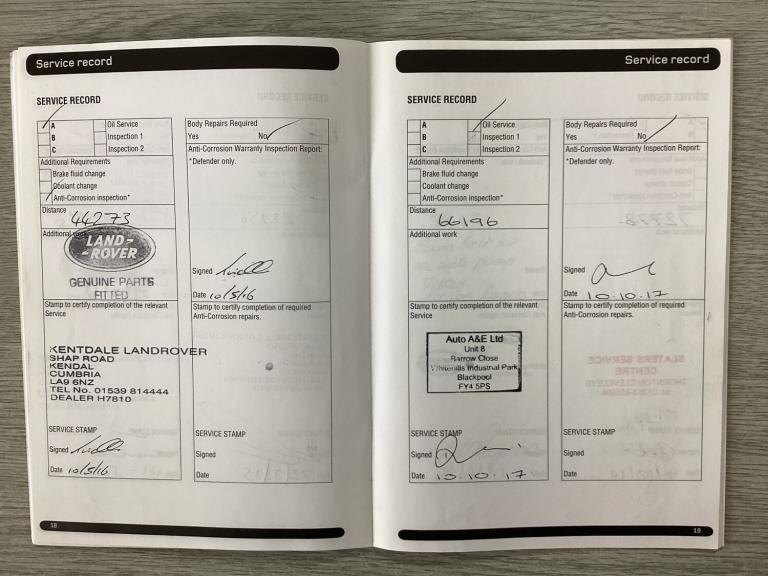 Service record
SERVICE RECORD
A Oil Service
B Inspection 1
C Inspection 2
Additional Requirements
Brake fluid change
Coolant change
Anti-Corrosion inspection*
Distance 44273
Additional work
LAND-
-ROVER
GENUINE PARTS
FITTED
Stamp to certify completion of the relevant
Service
KENTDALE LANDROVER
SHAP ROAD
KENDAL
CUMBRIA
LA9 6NZ
TEL No. 01539 814444
DEALER H7810
SERVICE STAMP
Signed
Date 10/5/16
Body Repairs Required
Yes No
Anti-Corrosion Warranty Inspection Report:
*Defender only.
Signed
Date 10/5/16
Stamp to certify completion of required
Anti-Corrosion repairs.
SERVICE STAMP
Signed
Date
18
Service record
SERVICE RECORD
A Oil Service
B Inspection 1
C Inspection 2
Additional Requirements
Brake fluid change
Coolant change
Anti-Corrosion inspection*
Distance 66196
Additional work
Stamp to certify completion of the relevant
Service
Auto A&E Ltd
Unit 8
Barrow Close
Whitehills Industrial Park
Blackpool
FY4 5PS
SERVICE STAMP
Signed
Date 10.10.17
Body Repairs Required
Yes No
Anti-Corrosion Warranty Inspection Report:
*Defender only.
Signed
Date 10.10.17
Stamp to certify completion of required
Anti-Corrosion repairs.
SERVICE STAMP
Signed
Date
19